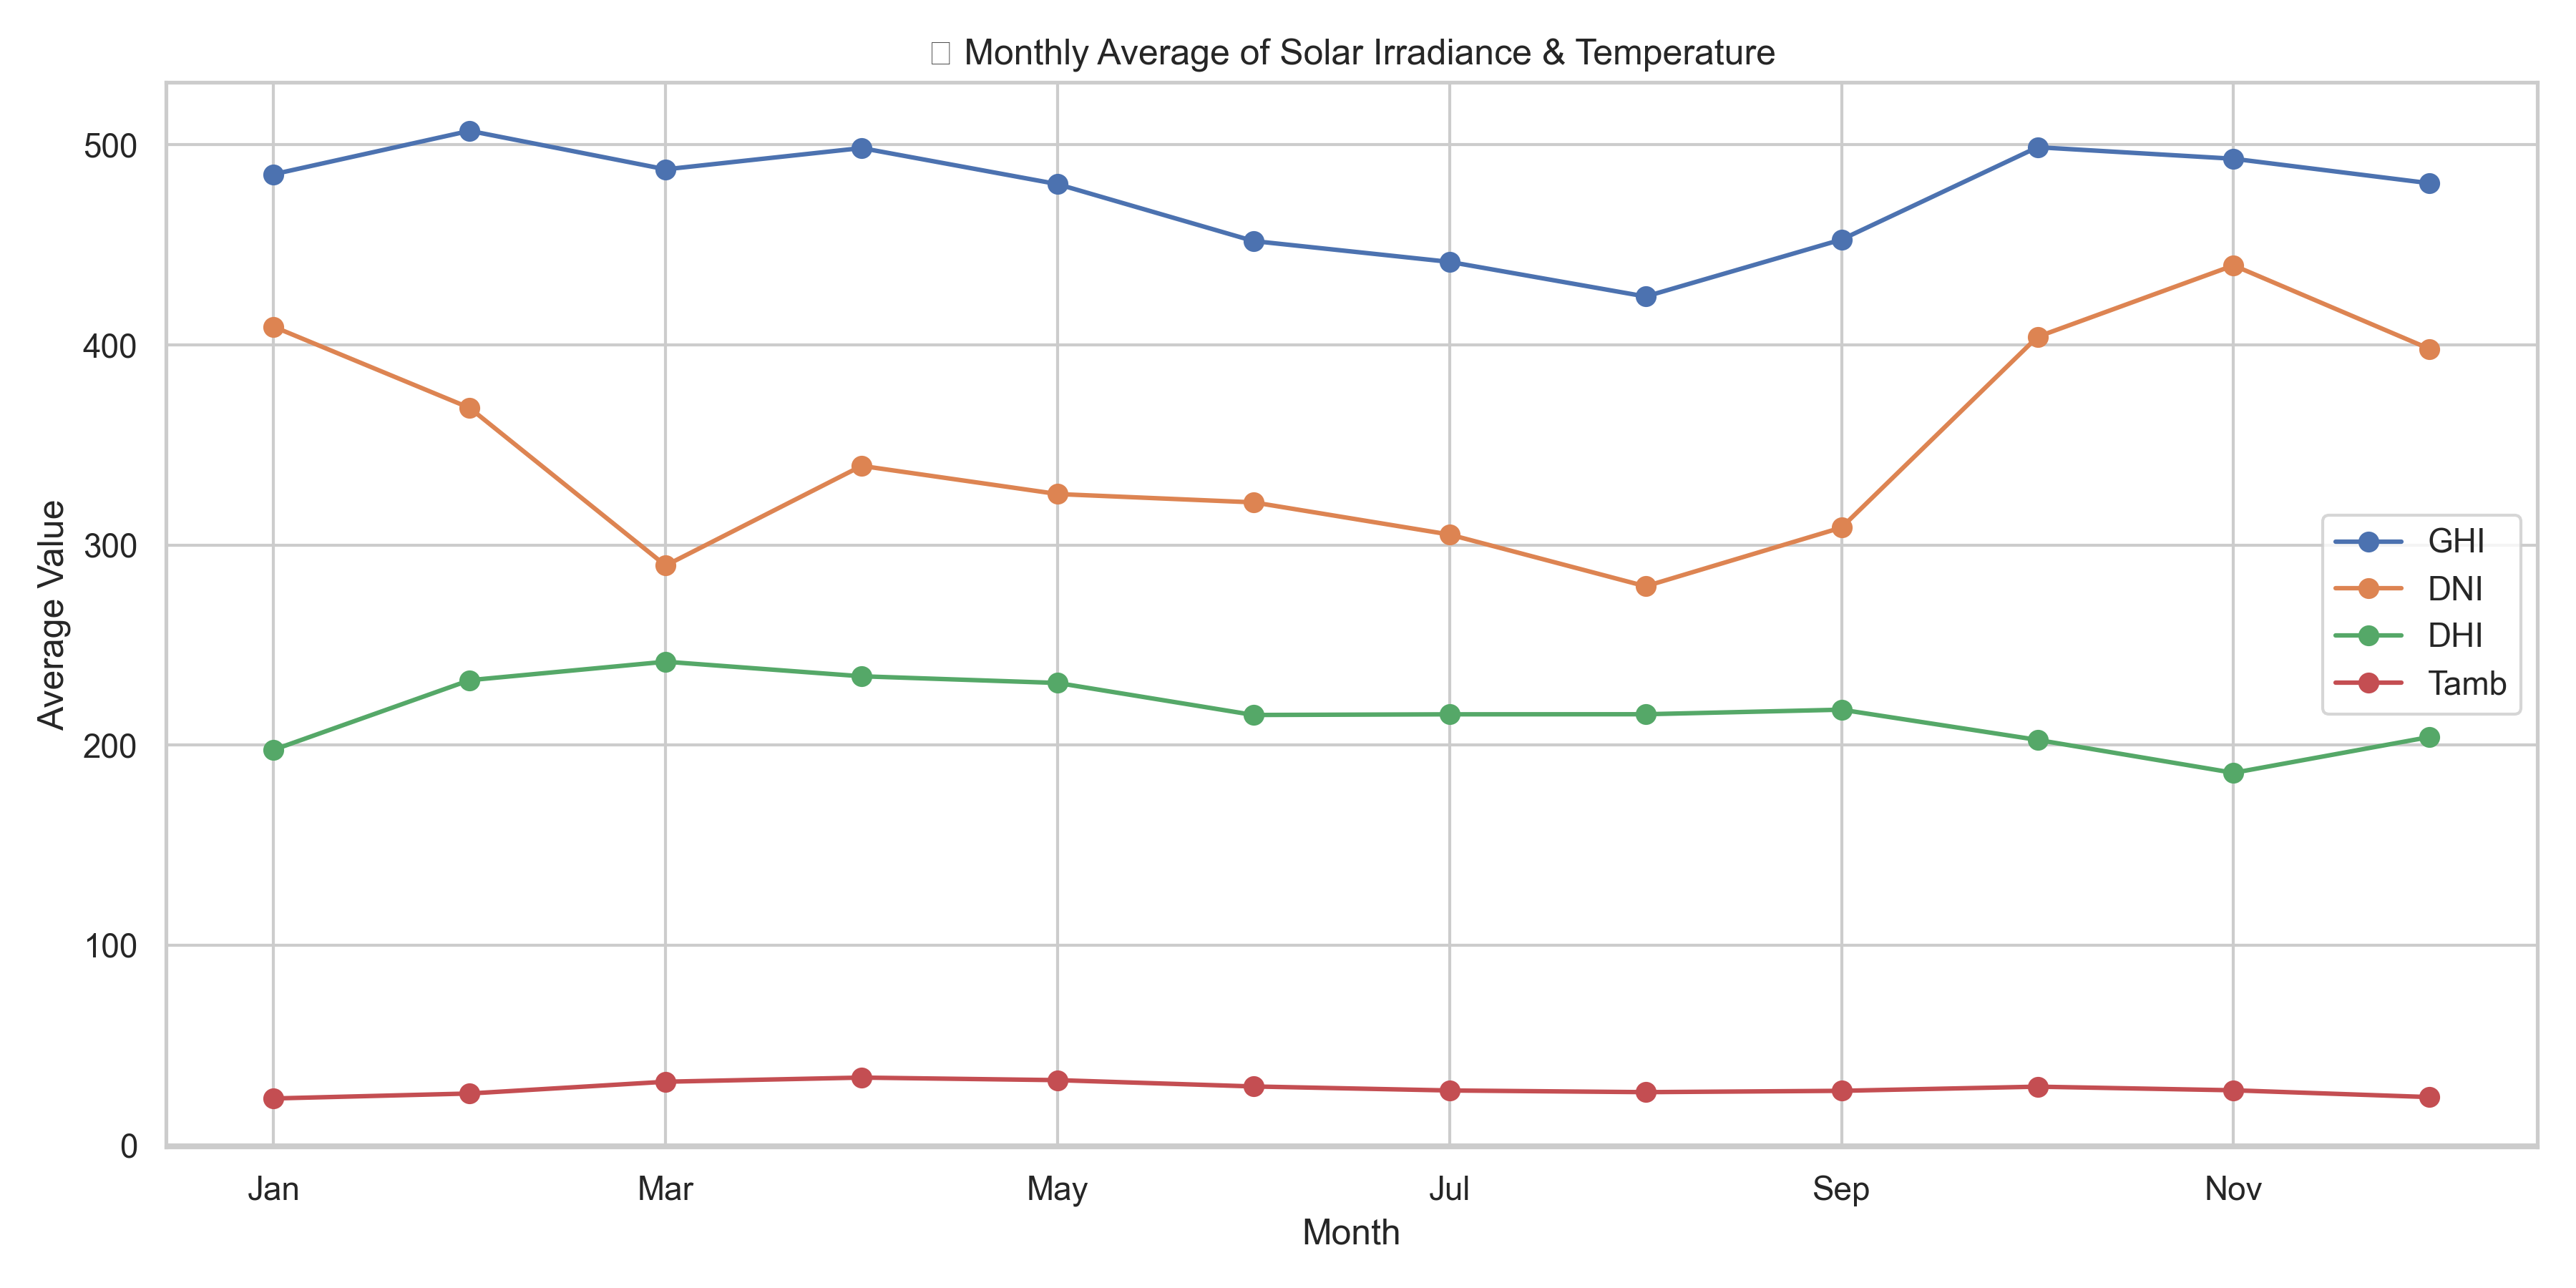 ▯ Monthly Average of Solar Irradiance & Temperature
500
400
300
200
100
0
Average Value
GHI
DNI
DHI
Tamb
Jan Mar May Jul Sep Nov
Month